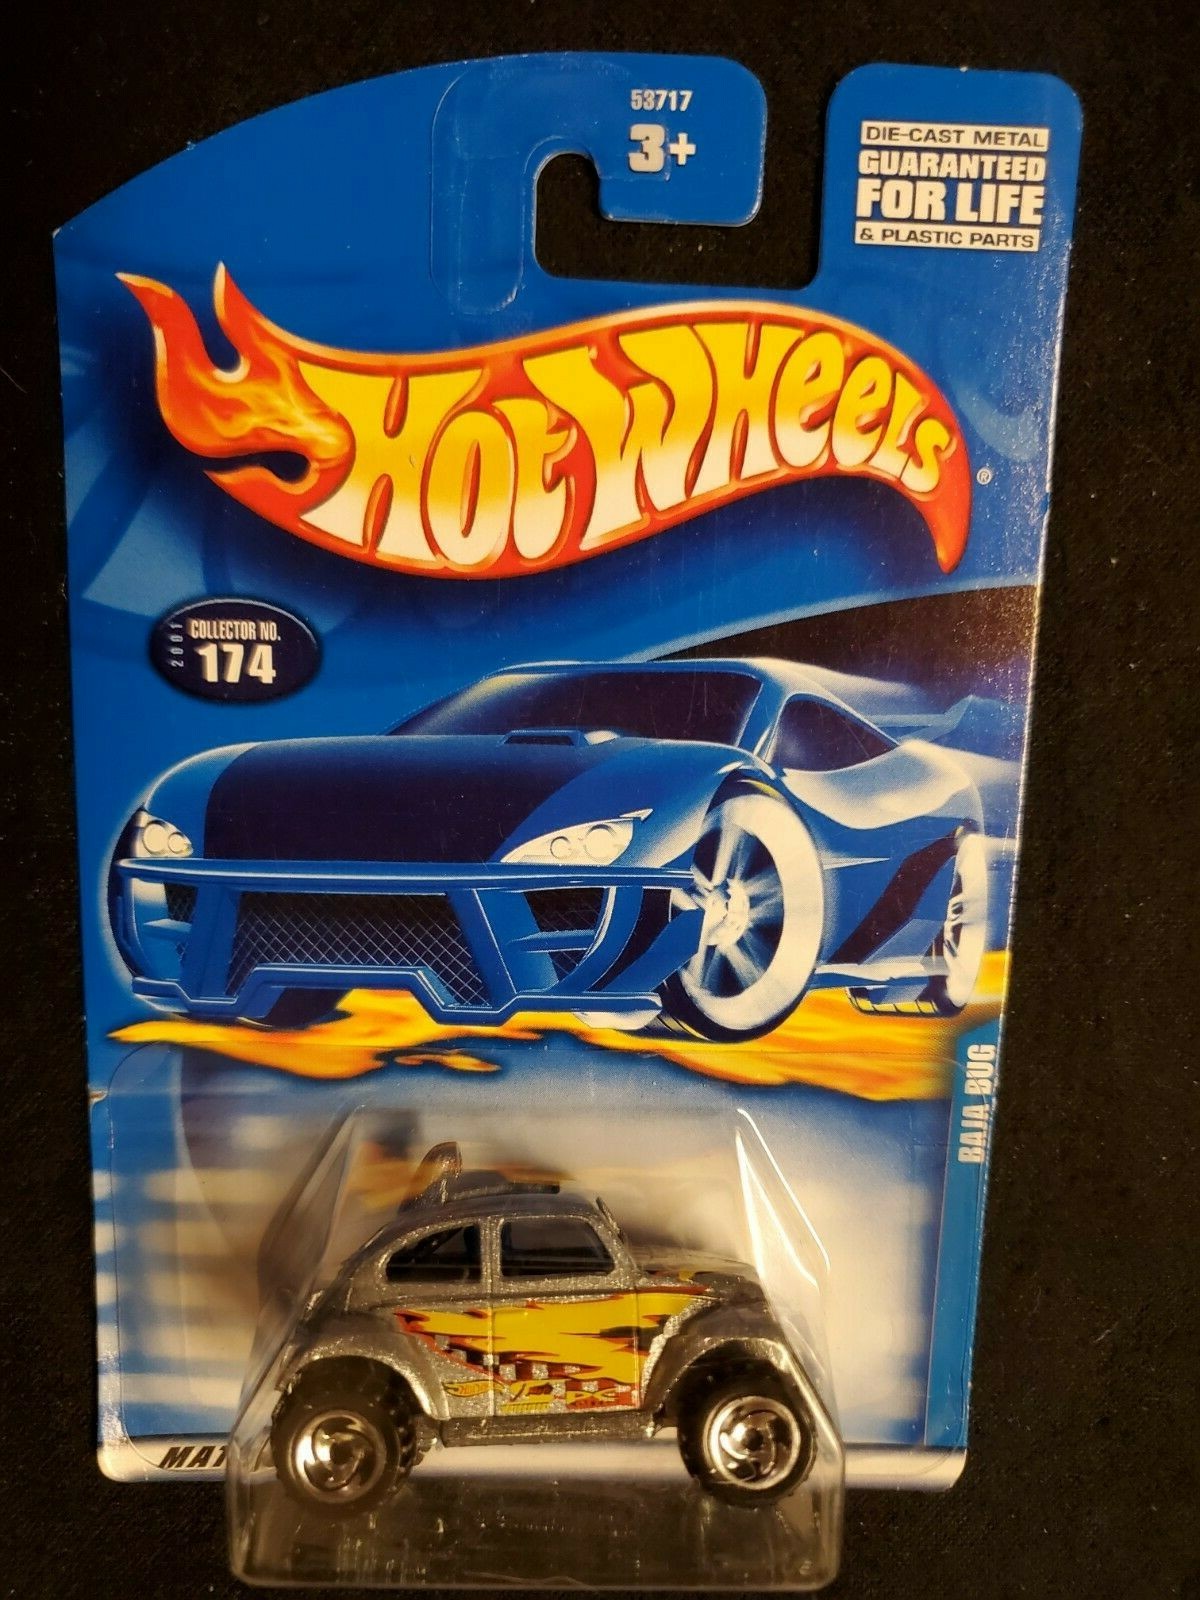 53717
3+
DIE-CAST METAL
GUARANTEED
FOR LIFE
& PLASTIC PARTS
HOT WHEELS
®
2001
COLLECTOR NO.
174
BAJA BUG
MAT